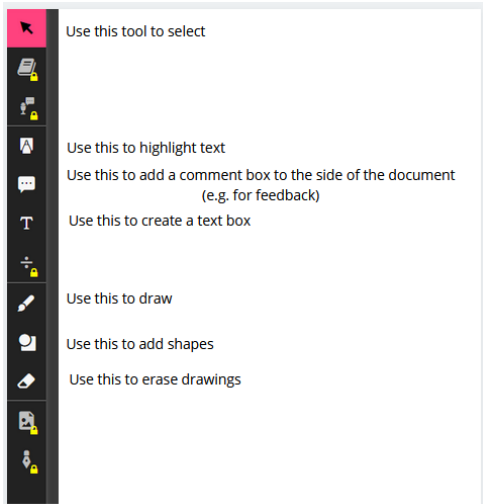 Use this tool to select
Use this to highlight text
Use this to add a comment box to the side of the document
(e.g. for feedback)
T
Use this to create a text box
Use this to draw
Use this to add shapes
Use this to erase drawings